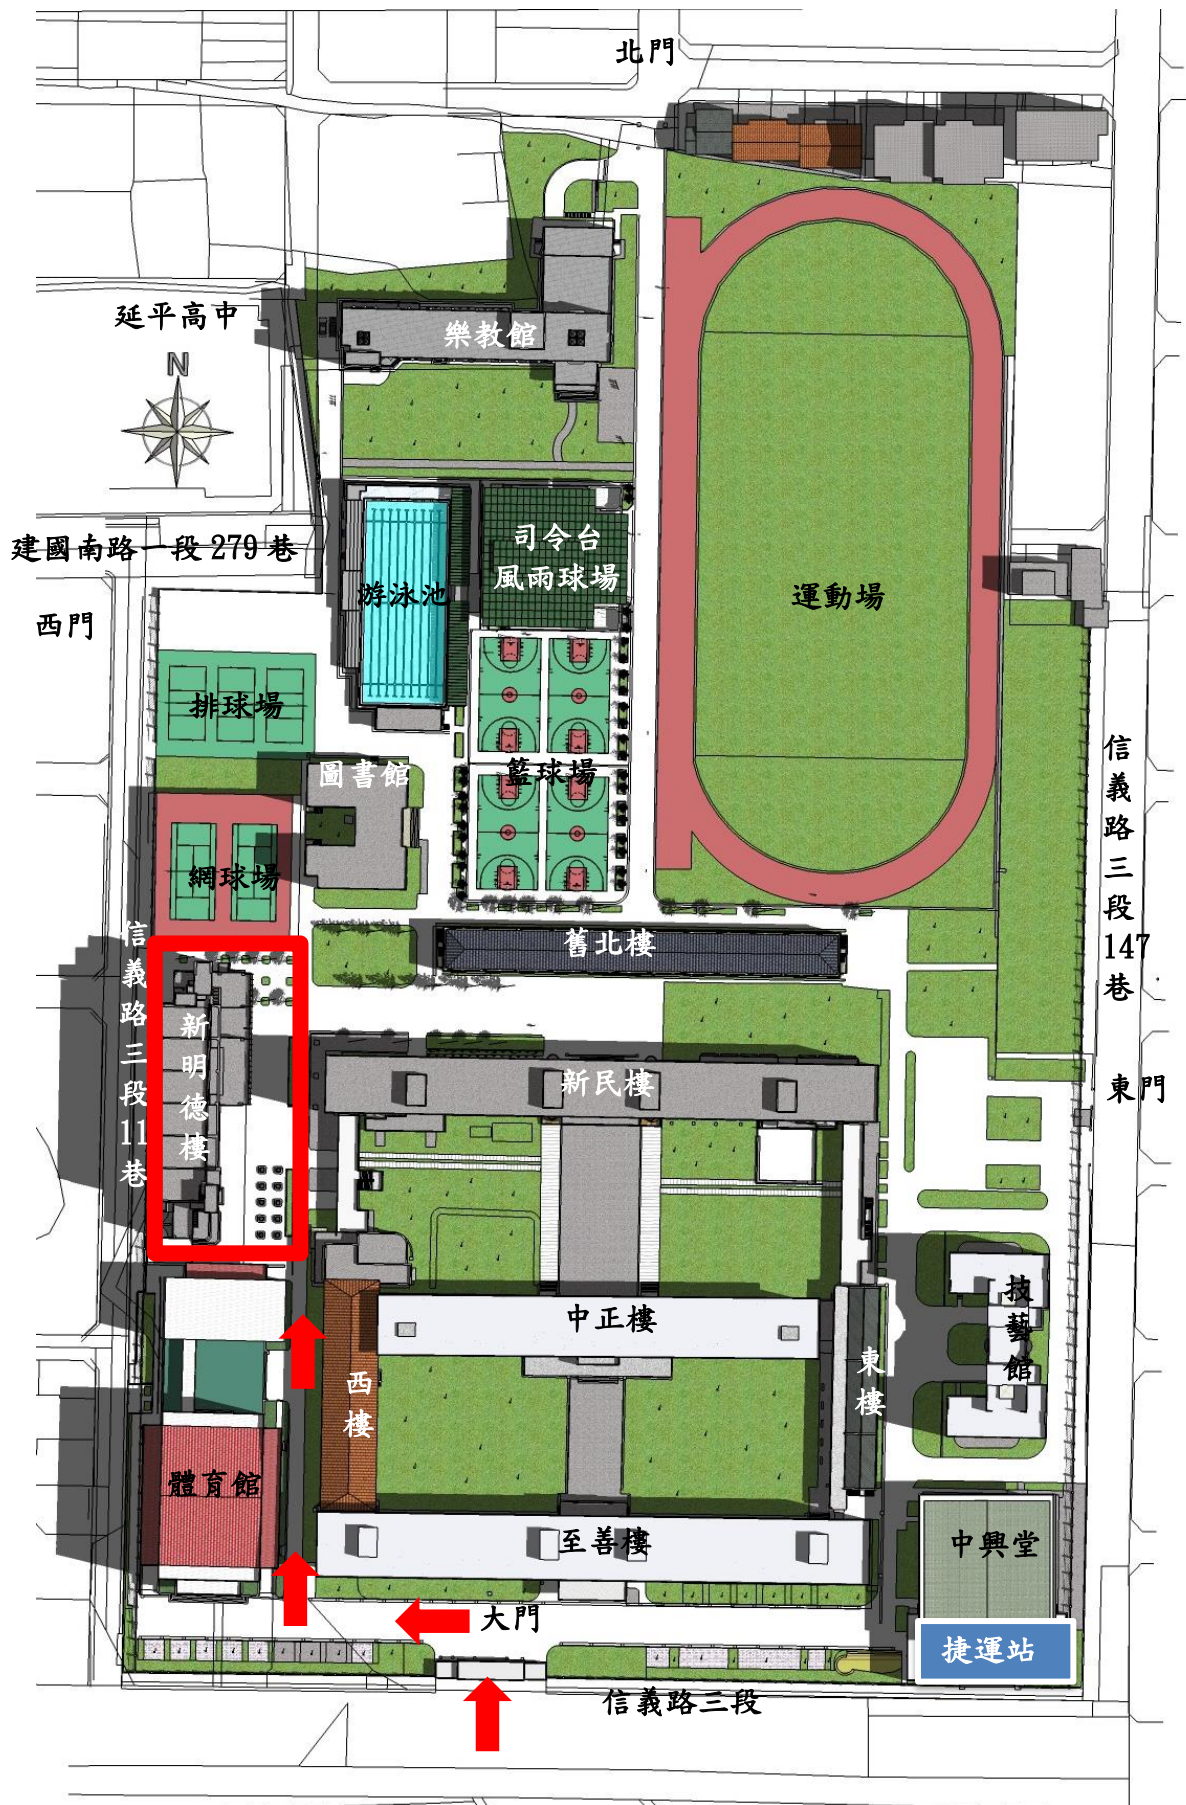 北門
延平高中
N
樂教館
建國南路一段 279 巷
西門
司令台
風雨球場
游泳池
運動場
排球場
圖書館
籃球場
網球場
信義路三段147巷
舊北樓
信義路三段11巷
新明德樓
新民樓
東門
中正樓
技藝館
西樓
東樓
體育館
至善樓
中興堂
大門
捷運站
信義路三段